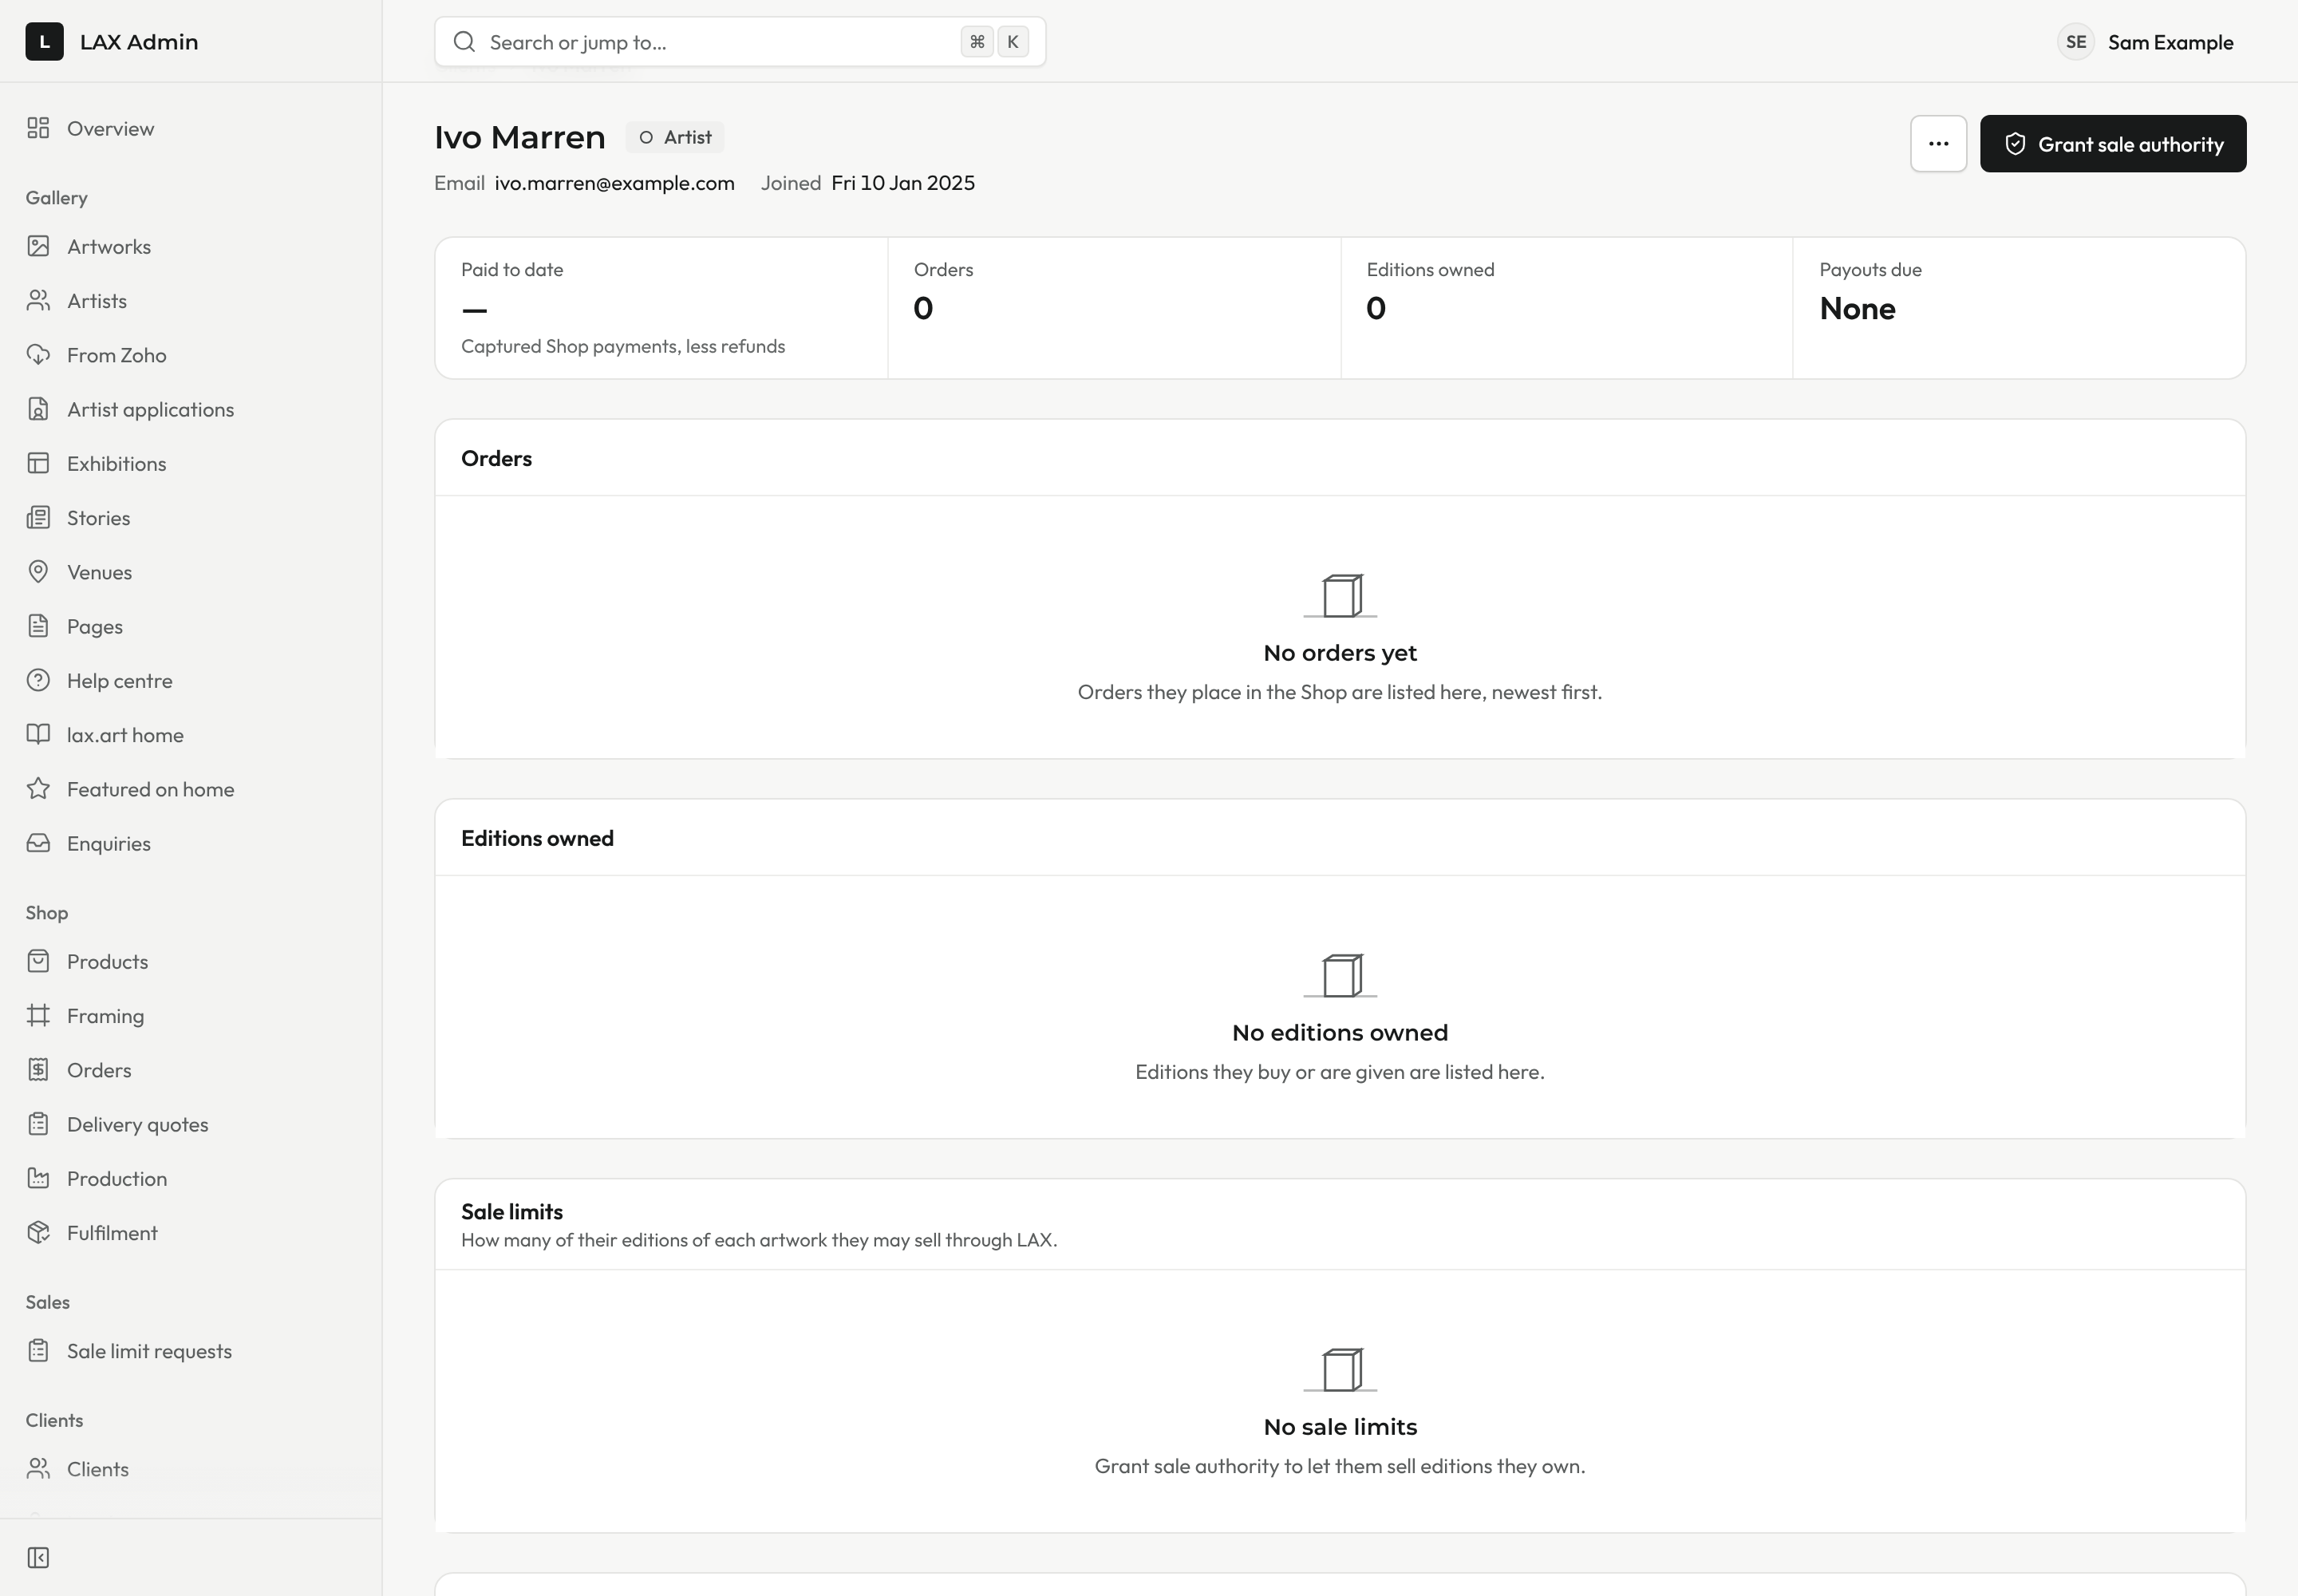 L LAX Admin
Search or jump to...
⌘ K
SE Sam Example
Overview
Gallery
Artworks
Artists
From Zoho
Artist applications
Exhibitions
Stories
Venues
Pages
Help centre
lax.art home
Featured on home
Enquiries
Shop
Products
Framing
Orders
Delivery quotes
Production
Fulfilment
Sales
Sale limit requests
Clients
Clients
Ivo Marren
Artist
Email ivo.marren@example.com Joined Fri 10 Jan 2025
Grant sale authority
Paid to date
—
Captured Shop payments, less refunds
Orders
0
Editions owned
0
Payouts due
None
Orders
No orders yet
Orders they place in the Shop are listed here, newest first.
Editions owned
No editions owned
Editions they buy or are given are listed here.
Sale limits
How many of their editions of each artwork they may sell through LAX.
No sale limits
Grant sale authority to let them sell editions they own.